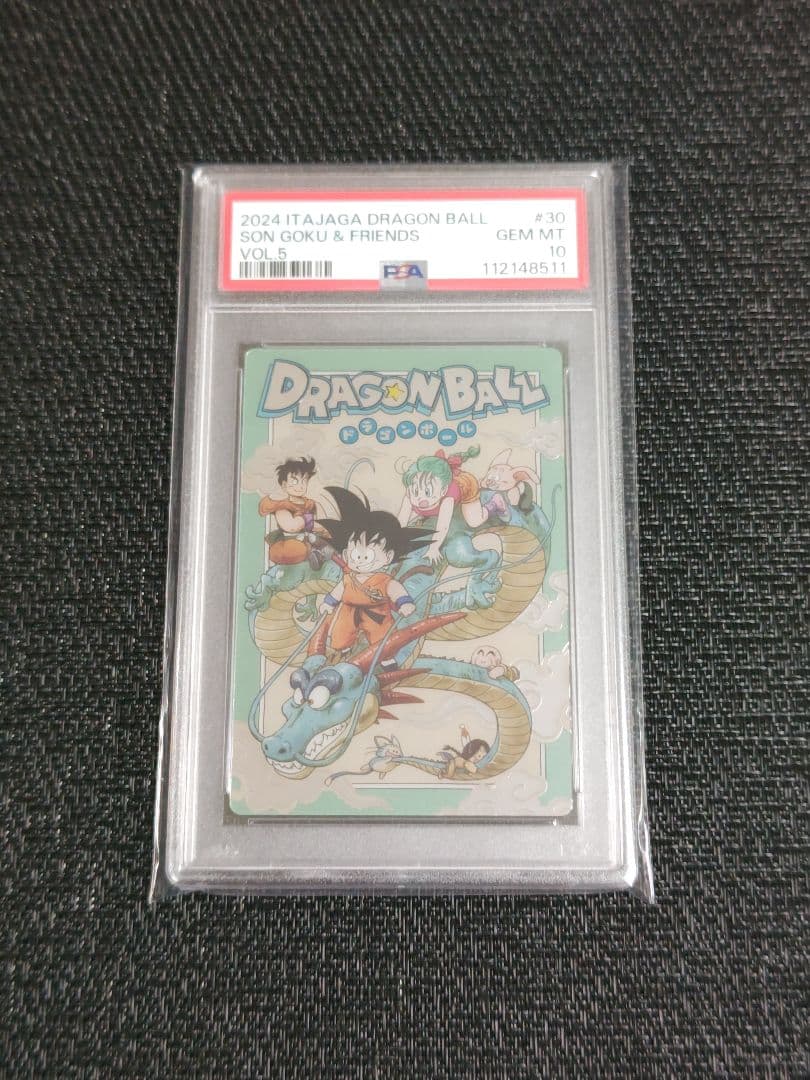 2024 ITAJAGA DRAGON BALL #30
SON GOKU & FRIENDS GEM MT
VOL.5 10
PSA 112148511
DRAGON BALL
ドラゴンボール